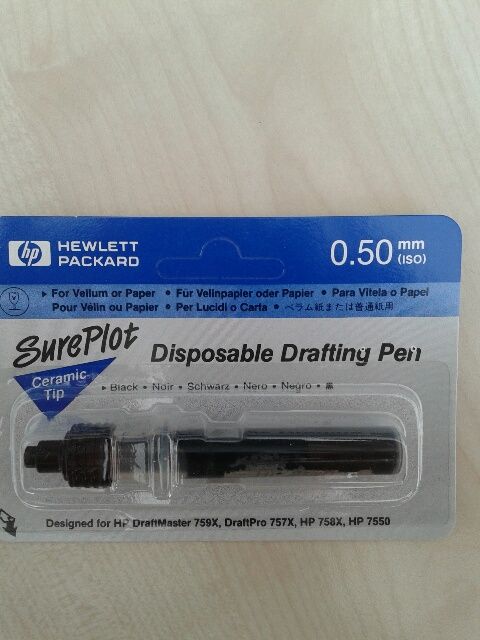 hp HEWLETT PACKARD
0.50 mm (ISO)
▸ For Vellum or Paper • Für Velinpapier oder Papier • Para Vitela o Papel
Pour Vélin ou Papier • Per Lucidi o Carta • ベラム紙または普通紙用
SurePlot Disposable Drafting Pen
Ceramic-
Tip
▸ Black • Noir • Schwarz • Nero • Negro • 黒
Designed for HP DraftMaster 759X, DraftPro 757X, HP 758X, HP 7550